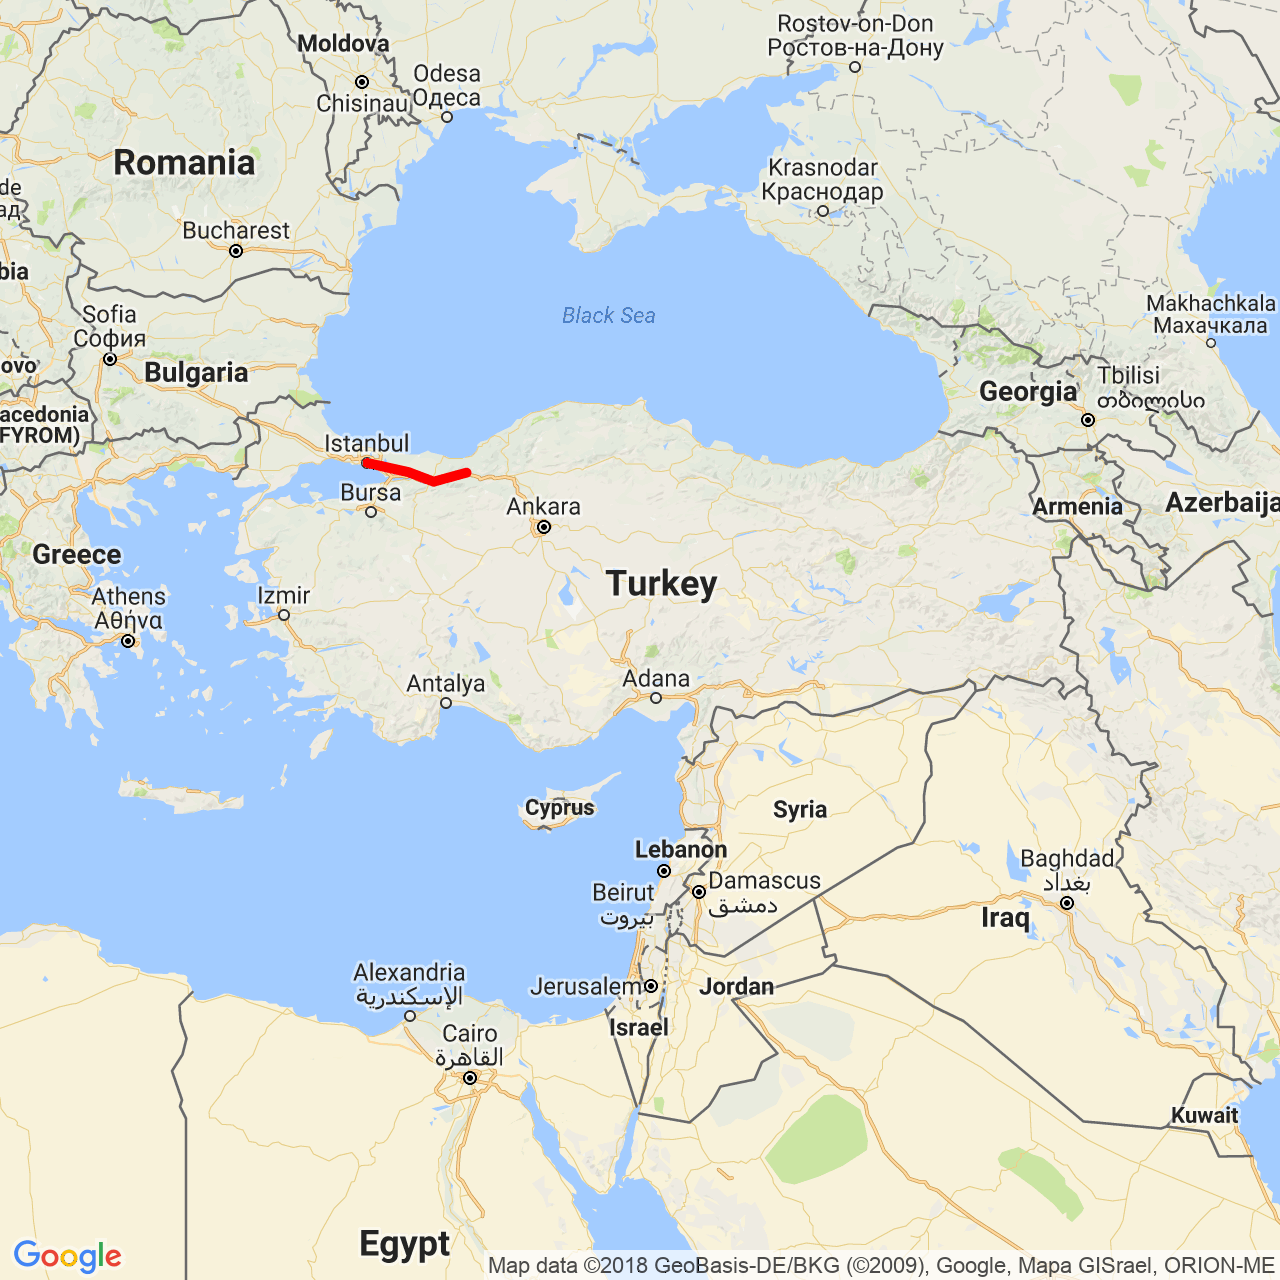 Rostov-on-Don
Ростов-на-Дону
Moldova
Odesa
Одеса
Chisinau
Romania
Krasnodar
Краснодар
de
ад
Bucharest
bia
Black Sea
Makhachkala
Махачкала
Sofia
София
ovo
Bulgaria
Georgia
Tbilisi
თბილისი
acedonia
FYROM)
Istanbul
Bursa
Ankara
Armenia
Azerbaija
Greece
Turkey
Athens
Αθήνα
Izmir
Antalya
Adana
Cyprus
Syria
Lebanon
Beirut
بيروت
Damascus
دمشق
Baghdad
بغداد
Iraq
Alexandria
الإسكندرية
Jerusalem
Jordan
Israel
Cairo
القاهرة
Kuwait
Egypt
Google
Map data ©2018 GeoBasis-DE/BKG (©2009), Google, Mapa GISrael, ORION-ME